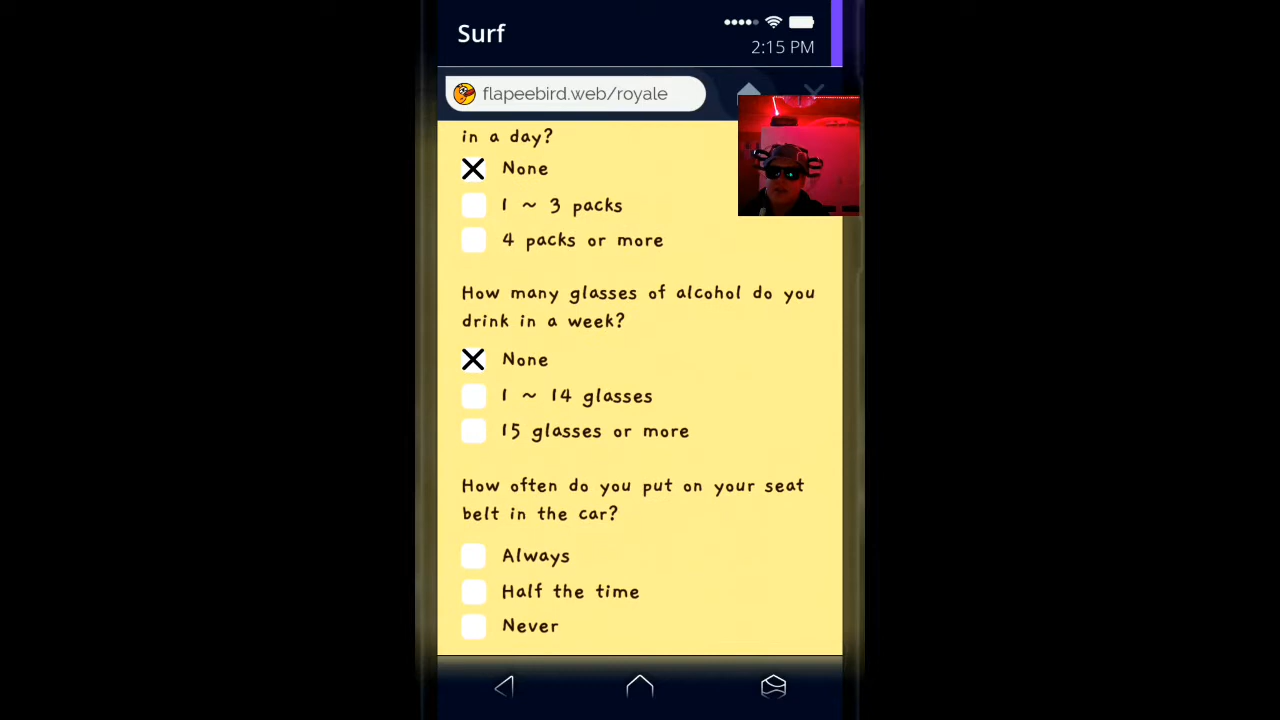 Surf
2:15 PM
flapeebird.web/royale
in a day?
None
1 ~ 3 packs
4 packs or more
How many glasses of alcohol do you
drink in a week?
None
1 ~ 14 glasses
15 glasses or more
How often do you put on your seat
belt in the car?
Always
Half the time
Never